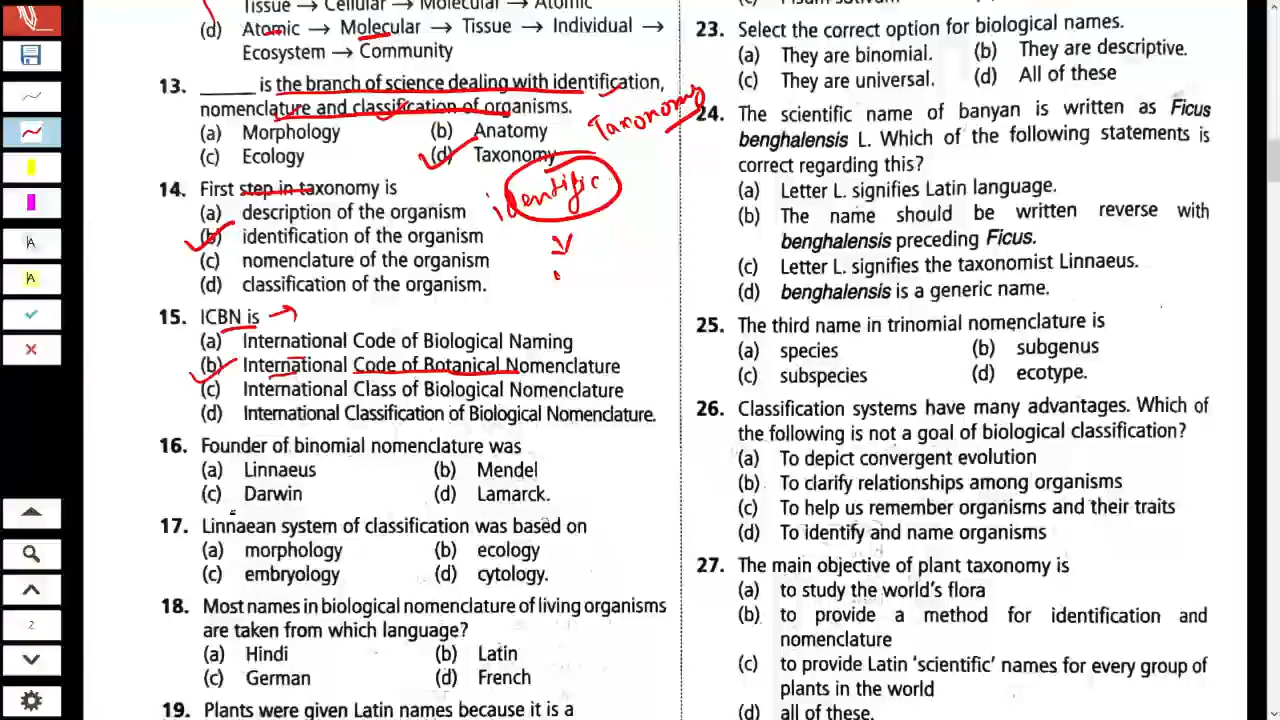 Tissue → Cellular → Molecular → Atomic
(d) Atomic → Molecular → Tissue → Individual →
Ecosystem → Community
13. _____ is the branch of science dealing with identification,
nomenclature and classification of organisms.
(a) Morphology (b) Anatomy
(c) Ecology (d) Taxonomy
Taxonomy
14. First step in taxonomy is
identific
(a) description of the organism
(b) identification of the organism
(c) nomenclature of the organism
(d) classification of the organism.
15. ICBN is →
(a) International Code of Biological Naming
(b) International Code of Botanical Nomenclature
(c) International Class of Biological Nomenclature
(d) International Classification of Biological Nomenclature.
16. Founder of binomial nomenclature was
(a) Linnaeus (b) Mendel
(c) Darwin (d) Lamarck.
17. Linnaean system of classification was based on
(a) morphology (b) ecology
(c) embryology (d) cytology.
18. Most names in biological nomenclature of living organisms
are taken from which language?
(a) Hindi (b) Latin
(c) German (d) French
19. Plants were given Latin names because it is a
23. Select the correct option for biological names.
(a) They are binomial. (b) They are descriptive.
(c) They are universal. (d) All of these
24. The scientific name of banyan is written as Ficus
benghalensis L. Which of the following statements is
correct regarding this?
(a) Letter L. signifies Latin language.
(b) The name should be written reverse with
benghalensis preceding Ficus.
(c) Letter L. signifies the taxonomist Linnaeus.
(d) benghalensis is a generic name.
25. The third name in trinomial nomenclature is
(a) species (b) subgenus
(c) subspecies (d) ecotype.
26. Classification systems have many advantages. Which of
the following is not a goal of biological classification?
(a) To depict convergent evolution
(b) To clarify relationships among organisms
(c) To help us remember organisms and their traits
(d) To identify and name organisms
27. The main objective of plant taxonomy is
(a) to study the world's flora
(b) to provide a method for identification and
nomenclature
(c) to provide Latin 'scientific' names for every group of
plants in the world
(d) all of these.
A
A
2